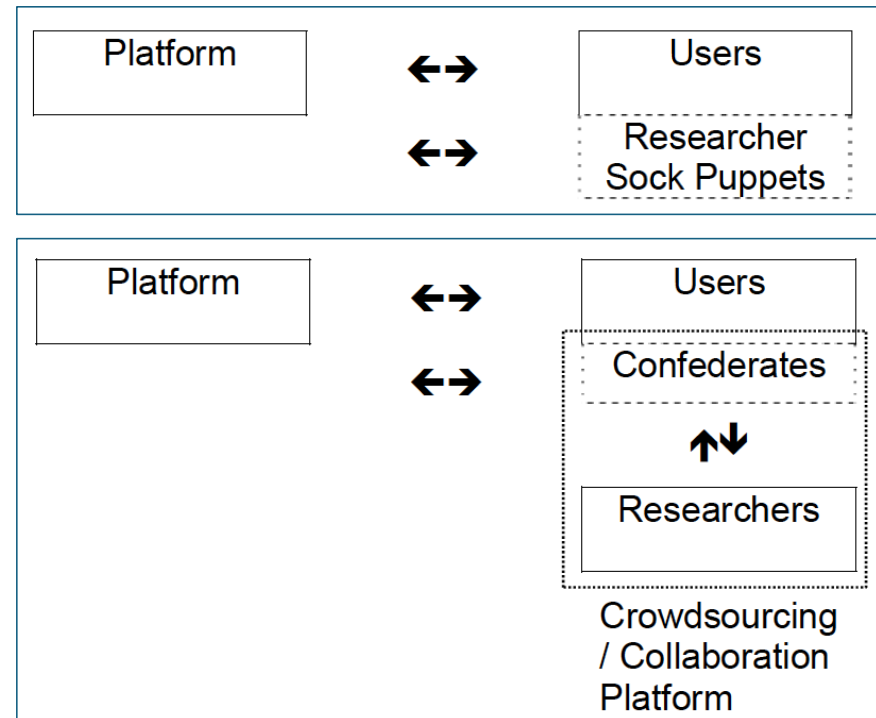 Platform
Users
Researcher
Sock Puppets
Platform
Users
Confederates
Researchers
Crowdsourcing
/ Collaboration
Platform